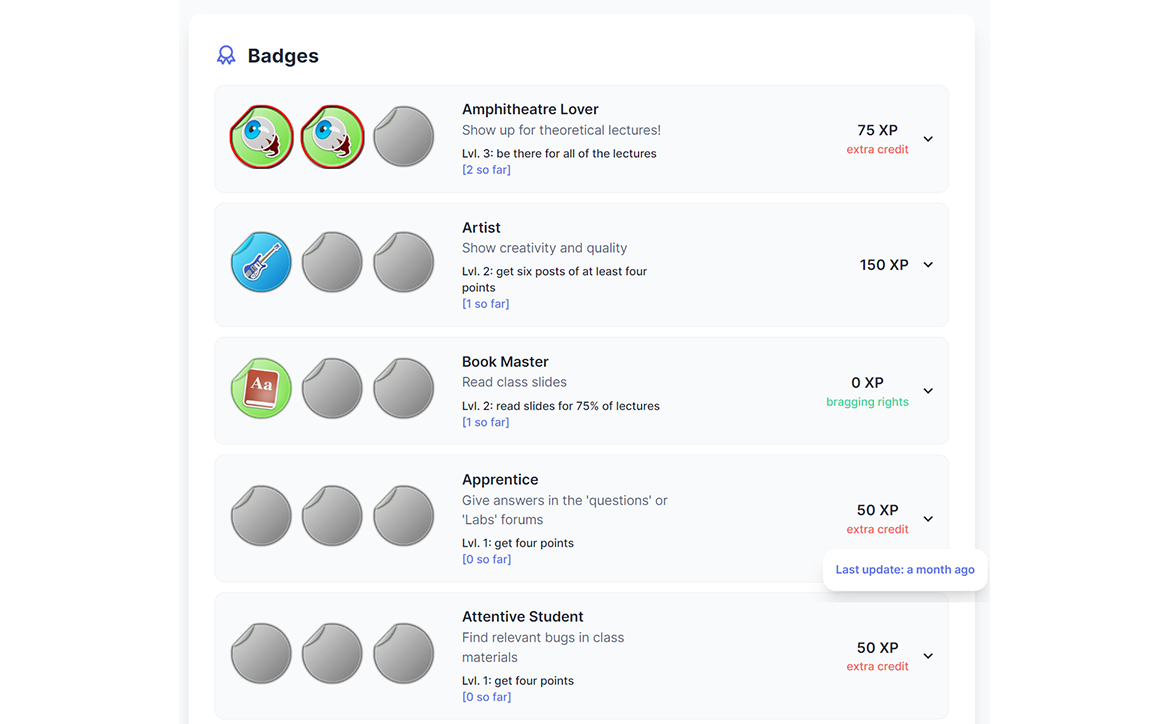 Badges
Amphitheatre Lover
Show up for theoretical lectures!
Lvl. 3: be there for all of the lectures
[2 so far]
75 XP
extra credit
Artist
Show creativity and quality
Lvl. 2: get six posts of at least four
points
[1 so far]
150 XP
Aa
Book Master
Read class slides
Lvl. 2: read slides for 75% of lectures
[1 so far]
0 XP
bragging rights
Apprentice
Give answers in the 'questions' or
'Labs' forums
Lvl. 1: get four points
[0 so far]
50 XP
extra credit
Last update: a month ago
Attentive Student
Find relevant bugs in class
materials
Lvl. 1: get four points
[0 so far]
50 XP
extra credit